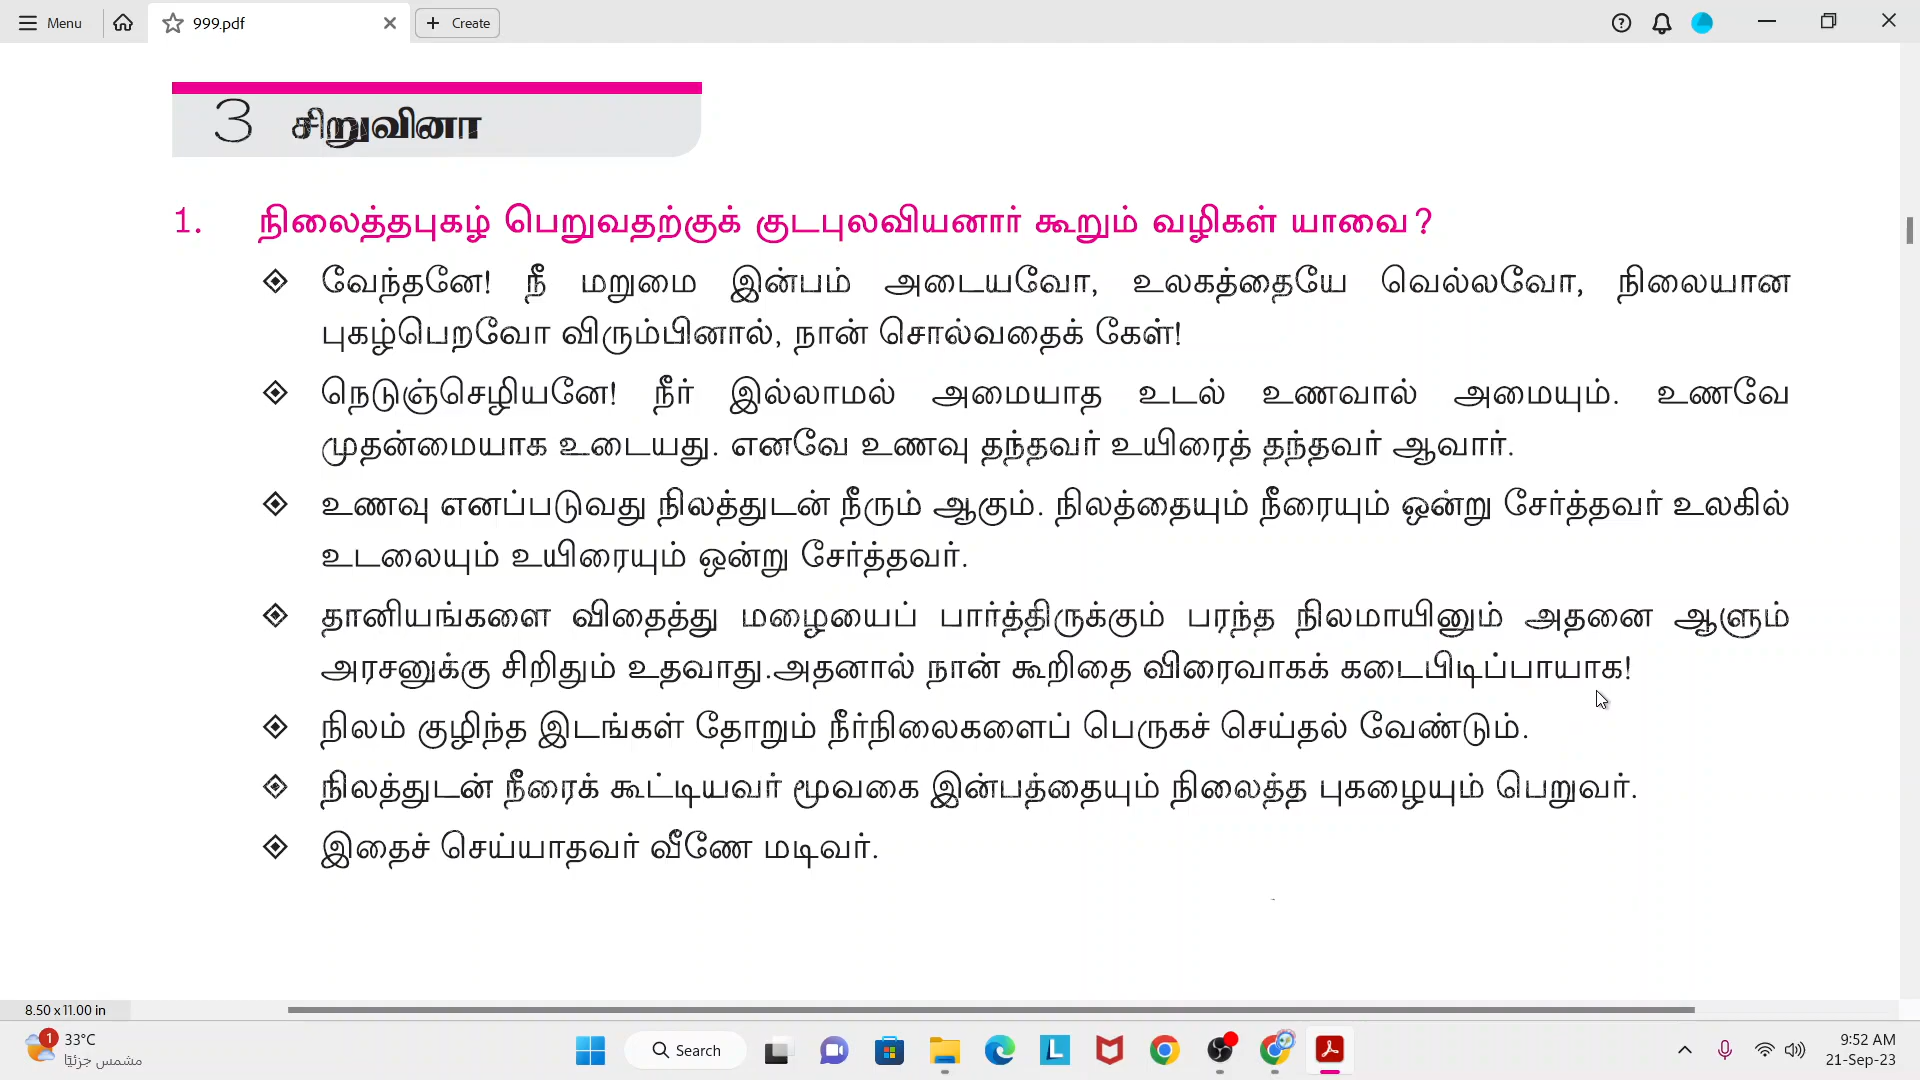 Menu
999.pdf
Create
3 சிறுவினா
1. நிலைத்தபுகழ் பெறுவதற்குக் குடபுலவியனார் கூறும் வழிகள் யாவை?
வேந்தனே! நீ மறுமை இன்பம் அடையவோ, உலகத்தையே வெல்லவோ, நிலையான
புகழ்பெறவோ விரும்பினால், நான் சொல்வதைக் கேள்!
நெடுஞ்செழியனே! நீர் இல்லாமல் அமையாத உடல் உணவால் அமையும். உணவே
முதன்மையாக உடையது. எனவே உணவு தந்தவர் உயிரைத் தந்தவர் ஆவார்.
உணவு எனப்படுவது நிலத்துடன் நீரும் ஆகும். நிலத்தையும் நீரையும் ஒன்று சேர்த்தவர் உலகில்
உடலையும் உயிரையும் ஒன்று சேர்த்தவர்.
தானியங்களை விதைத்து மழையைப் பார்த்திருக்கும் பரந்த நிலமாயினும் அதனை ஆளும்
அரசனுக்கு சிறிதும் உதவாது.அதனால் நான் கூறிதை விரைவாகக் கடைபிடிப்பாயாக!
நிலம் குழிந்த இடங்கள் தோறும் நீர்நிலைகளைப் பெருகச் செய்தல் வேண்டும்.
நிலத்துடன் நீரைக் கூட்டியவர் மூவகை இன்பத்தையும் நிலைத்த புகழையும் பெறுவர்.
இதைச் செய்யாதவர் வீணே மடிவர்.
8.50 x 11.00 in
1
33°C
مشمس جزئيًا
Search
L
9:52 AM
21-Sep-23